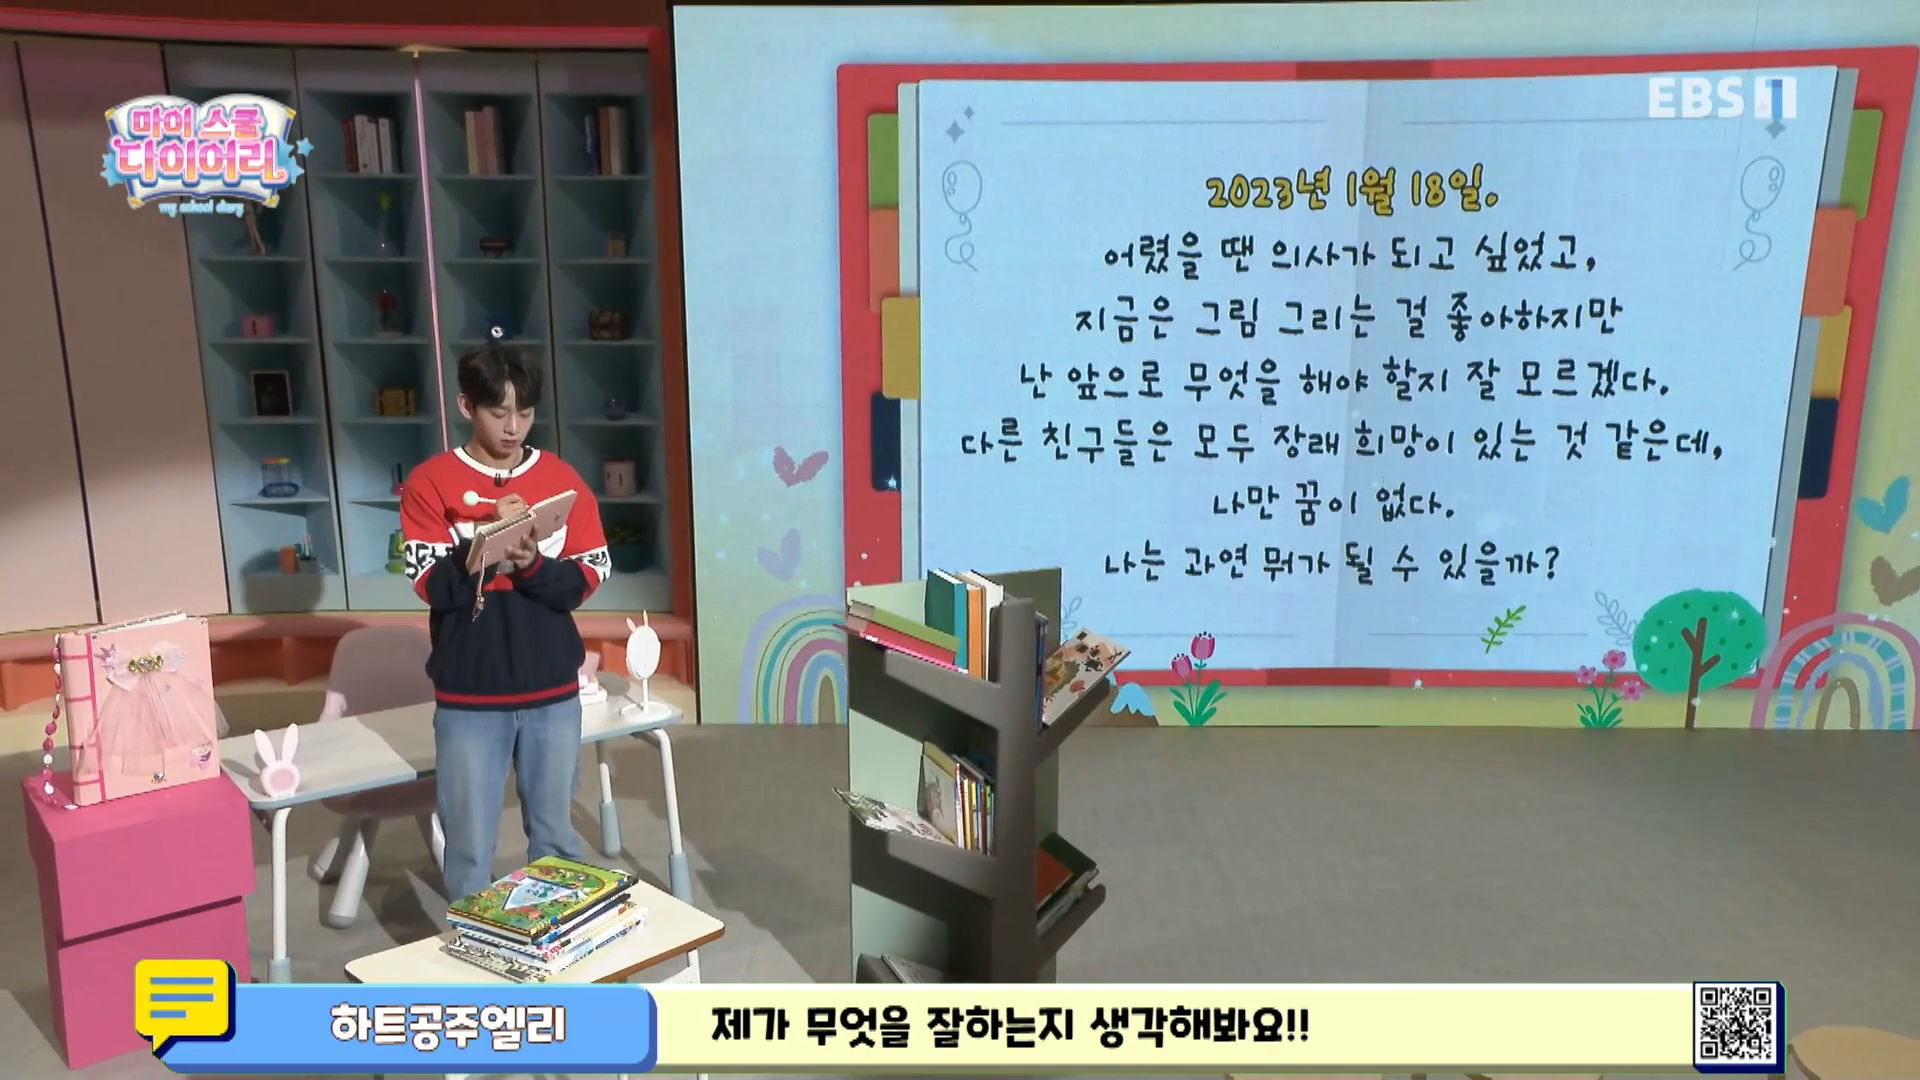 마이 스쿨
다이어리
my school diary
EBS 1
2023년 1월 18일.
어렸을 땐 의사가 되고 싶었고,
지금은 그림 그리는 걸 좋아하지만
난 앞으로 무엇을 해야 할지 잘 모르겠다.
다른 친구들은 모두 장래 희망이 있는 것 같은데,
나만 꿈이 없다.
나는 과연 뭐가 될 수 있을까?
하트공주엘리
제가 무엇을 잘하는지 생각해봐요!!